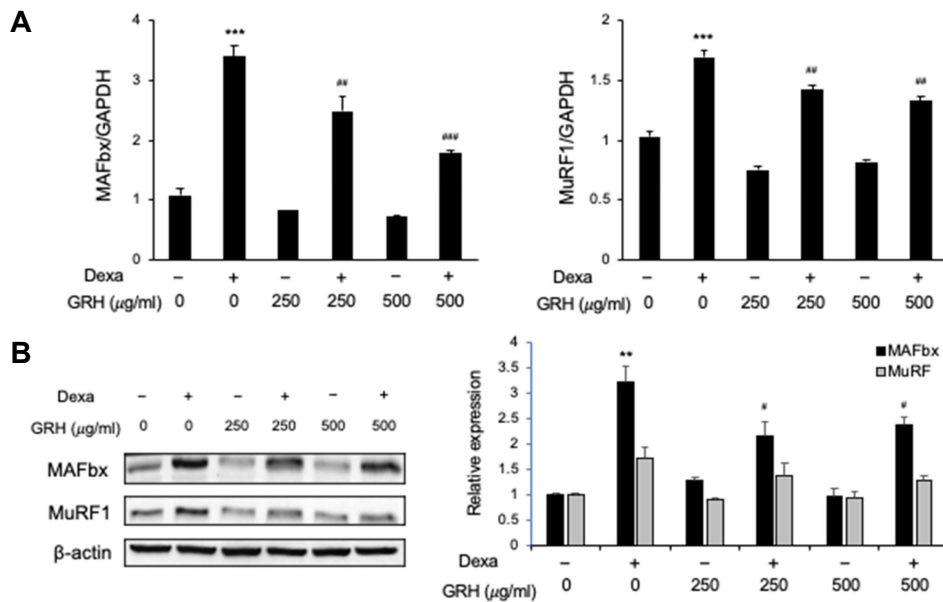 A
MAFbx/GAPDH
4
3
2
1
0
***
##
###
Dexa – + – + – +
GRH (μg/ml) 0 0 250 250 500 500
MuRF1/GAPDH
2
1.5
1
0.5
0
***
##
##
Dexa – + – + – +
GRH (μg/ml) 0 0 250 250 500 500
B
Dexa – + – + – +
GRH (μg/ml) 0 0 250 250 500 500
MAFbx
MuRF1
β-actin
Relative expression
4
3.5
3
2.5
2
1.5
1
0.5
0
**
#
#
MAFbx
MuRF
Dexa – + – + – +
GRH (μg/ml) 0 0 250 250 500 500